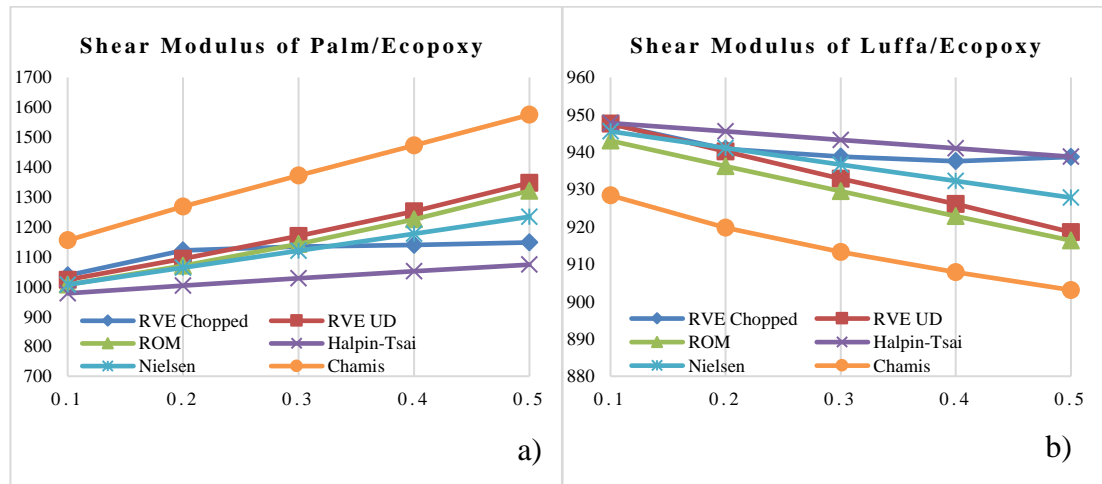 Shear Modulus of Palm/Ecopoxy
1700
1600
1500
1400
1300
1200
1100
1000
900
800
700
RVE Chopped RVE UD
ROM Halpin-Tsai
Nielsen Chamis
0.1 0.2 0.3 0.4 0.5
a)
Shear Modulus of Luffa/Ecopoxy
960
950
940
930
920
910
900
890
880
RVE Chopped RVE UD
ROM Halpin-Tsai
Nielsen Chamis
0.1 0.2 0.3 0.4 0.5
b)